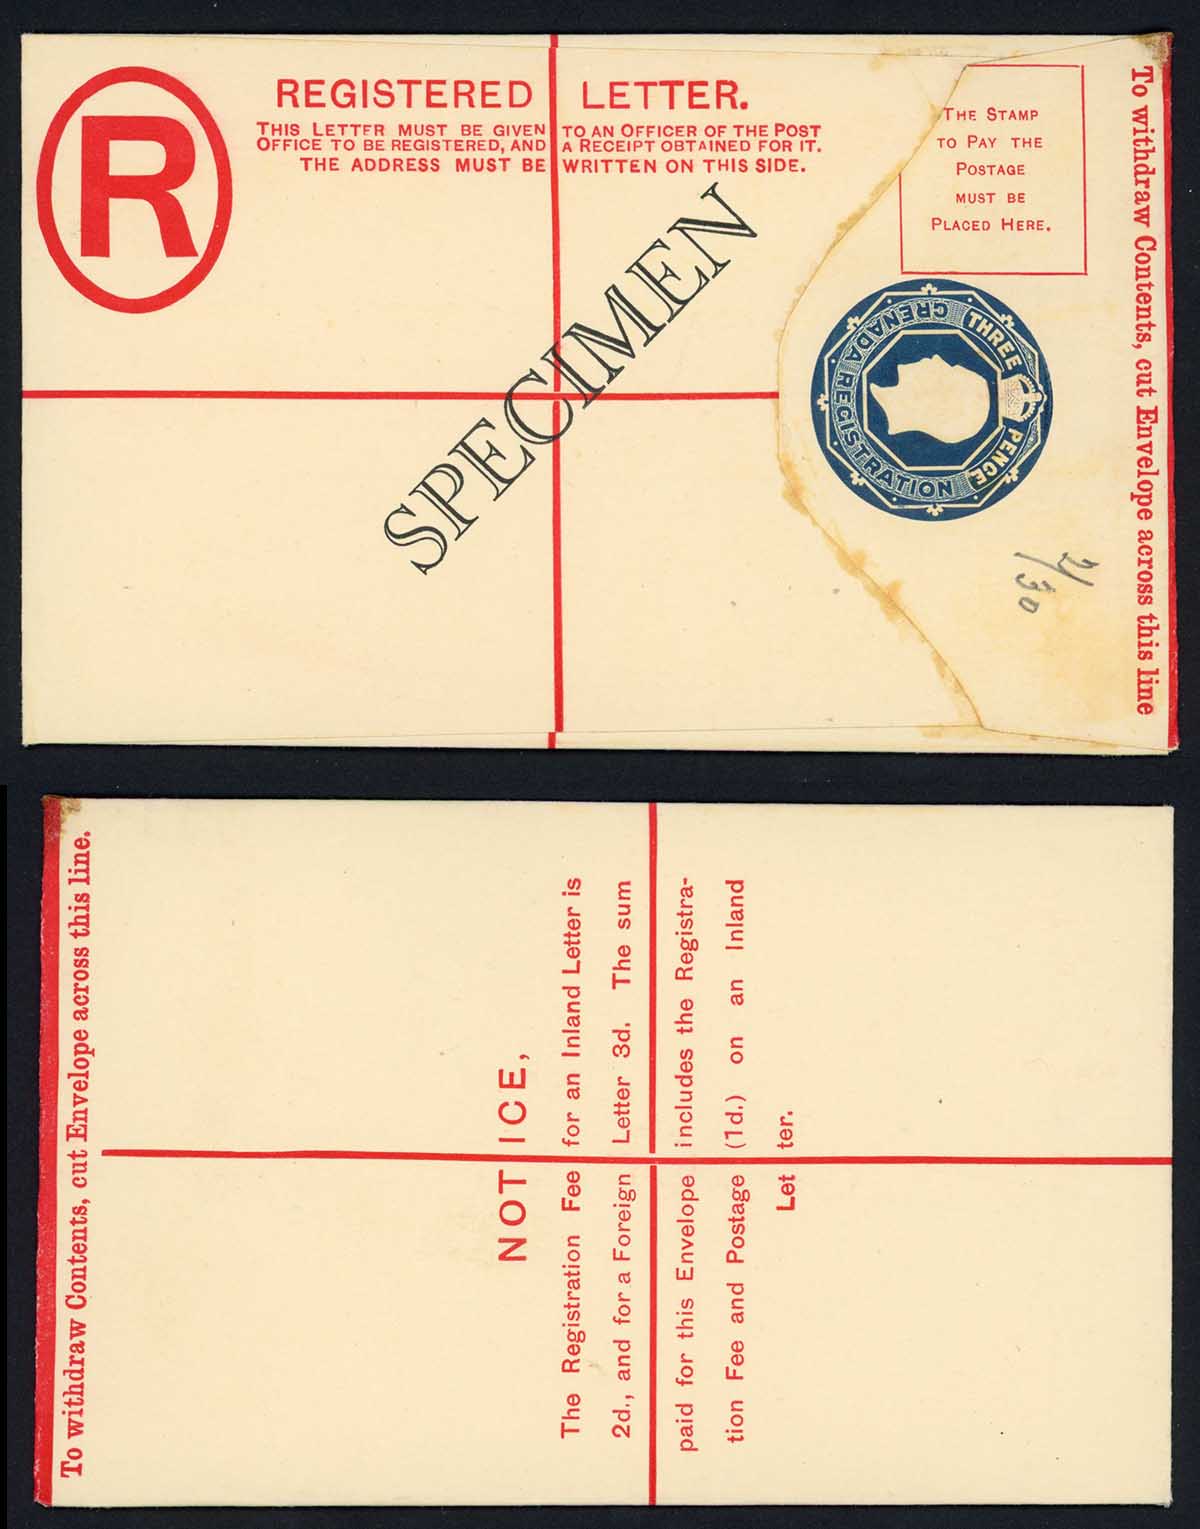 R
REGISTERED LETTER.
THIS LETTER MUST BE GIVEN TO AN OFFICER OF THE POST
OFFICE TO BE REGISTERED, AND A RECEIPT OBTAINED FOR IT.
THE ADDRESS MUST BE WRITTEN ON THIS SIDE.
THE STAMP
TO PAY THE
POSTAGE
MUST BE
PLACED HERE.
SPECIMEN
GRENADA REGISTRATION
THREE PENCE
2/30
To withdraw Contents, cut Envelope across this line
To withdraw Contents, cut Envelope across this line.
NOTICE,
The Registration Fee for an Inland Letter is
2d., and for a Foreign Letter 3d. The sum
paid for this Envelope includes the Registra-
tion Fee and Postage (1d.) on an Inland
Let ter.